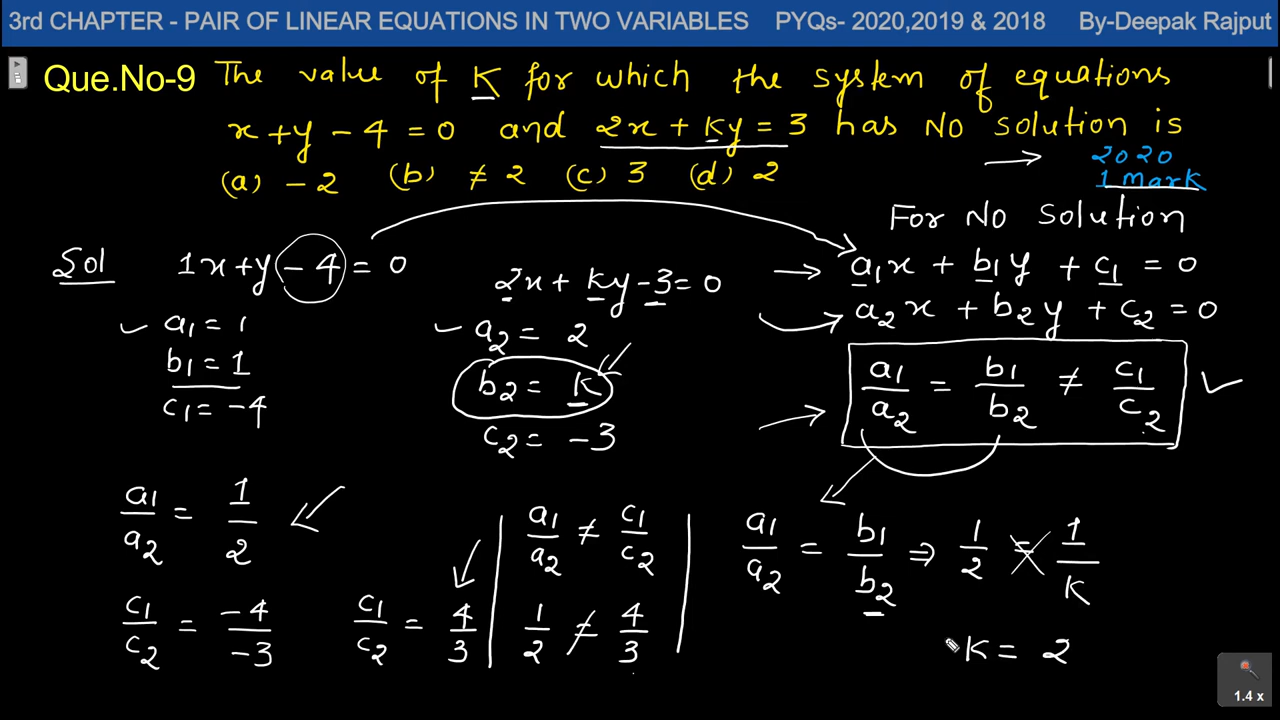 3rd CHAPTER - PAIR OF LINEAR EQUATIONS IN TWO VARIABLES PYQs- 2020,2019 & 2018 By-Deepak Rajput
Que.No-9 The value of K for which the system of equations
x + y - 4 = 0 and 2x + ky = 3 has NO solution is
(a) - 2 (b) ≠ 2 (c) 3 (d) 2
2020
1 mark
For NO solution
Sol 1x + y - 4 = 0
2x + ky - 3 = 0
→ a1x + b1y + c1 = 0
a2x + b2y + c2 = 0
a1 = 1
b1 = 1
c1 = -4
a2 = 2
b2 = k
c2 = -3
a1/a2 = b1/b2 ≠ c1/c2
a1/a2 = 1/2
c1/c2 = -4/-3
c1/c2 = 4/3
a1/a2 ≠ c1/c2
1/2 ≠ 4/3
a1/a2 = b1/b2 ⇒ 1/2 = 1/K
K = 2
1.4 x